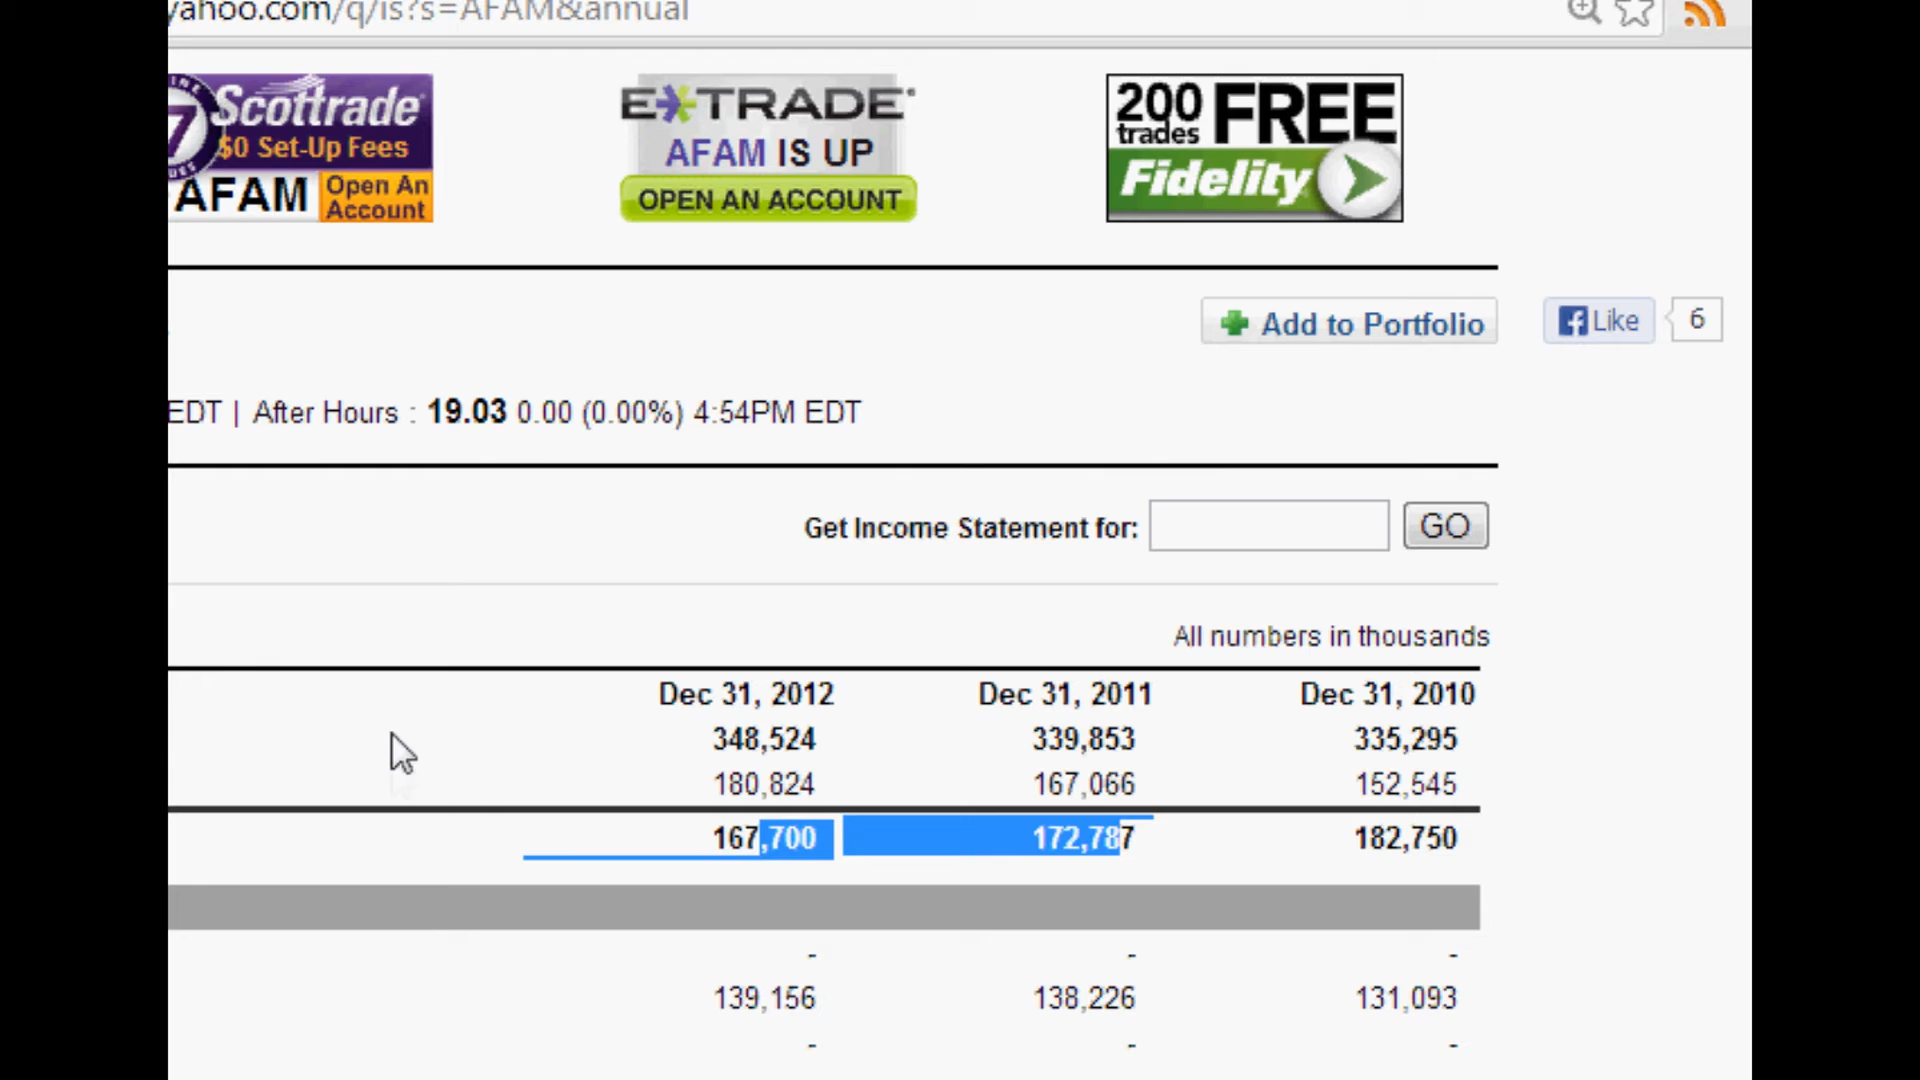 yahoo.com/q/is?s=AFAM&annual
Scottrade
7
$0 Set-Up Fees
AFAM
Open An
Account
E*TRADE
AFAM IS UP
OPEN AN ACCOUNT
200
trades
FREE
Fidelity
Add to Portfolio
Like
6
EDT | After Hours : 19.03 0.00 (0.00%) 4:54PM EDT
Get Income Statement for:
GO
All numbers in thousands
Dec 31, 2012 Dec 31, 2011 Dec 31, 2010
348,524 339,853 335,295
180,824 167,066 152,545
167,700 172,787 182,750
- - -
139,156 138,226 131,093
- - -